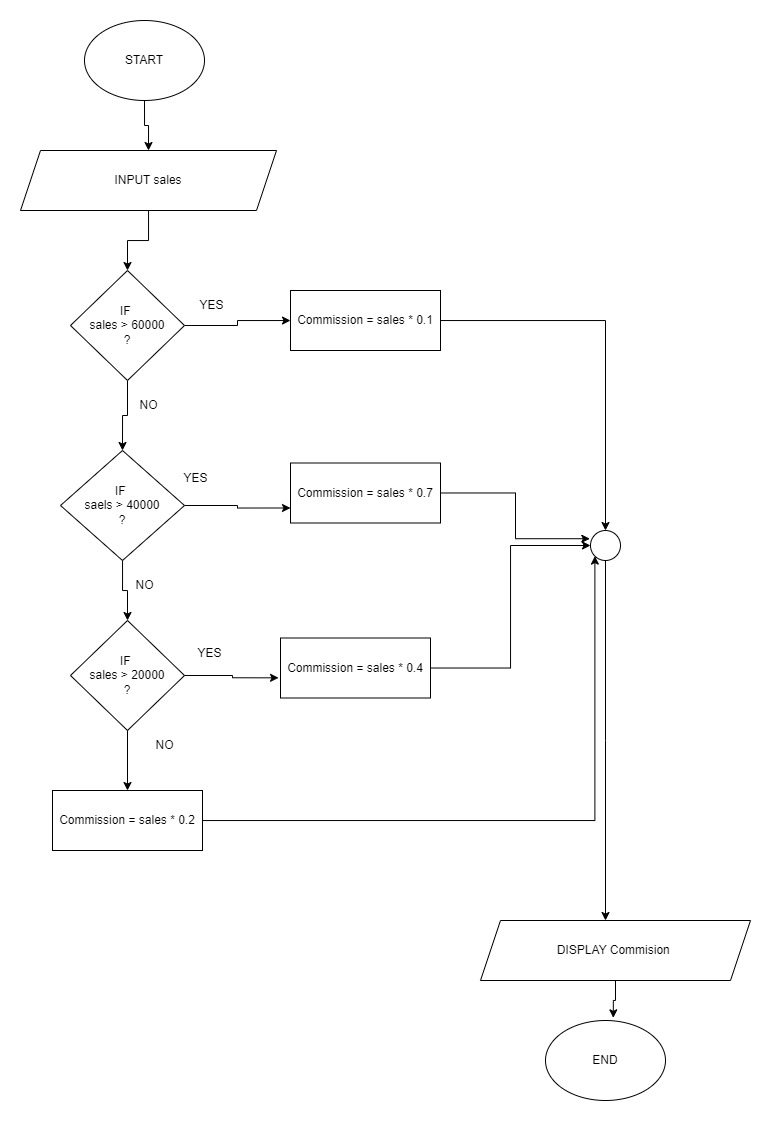 START
INPUT sales
IF
sales > 60000
?
YES
Commission = sales * 0.1
NO
IF
saels > 40000
?
YES
Commission = sales * 0.7
NO
IF
sales > 20000
?
YES
Commission = sales * 0.4
NO
Commission = sales * 0.2
DISPLAY Commision
END